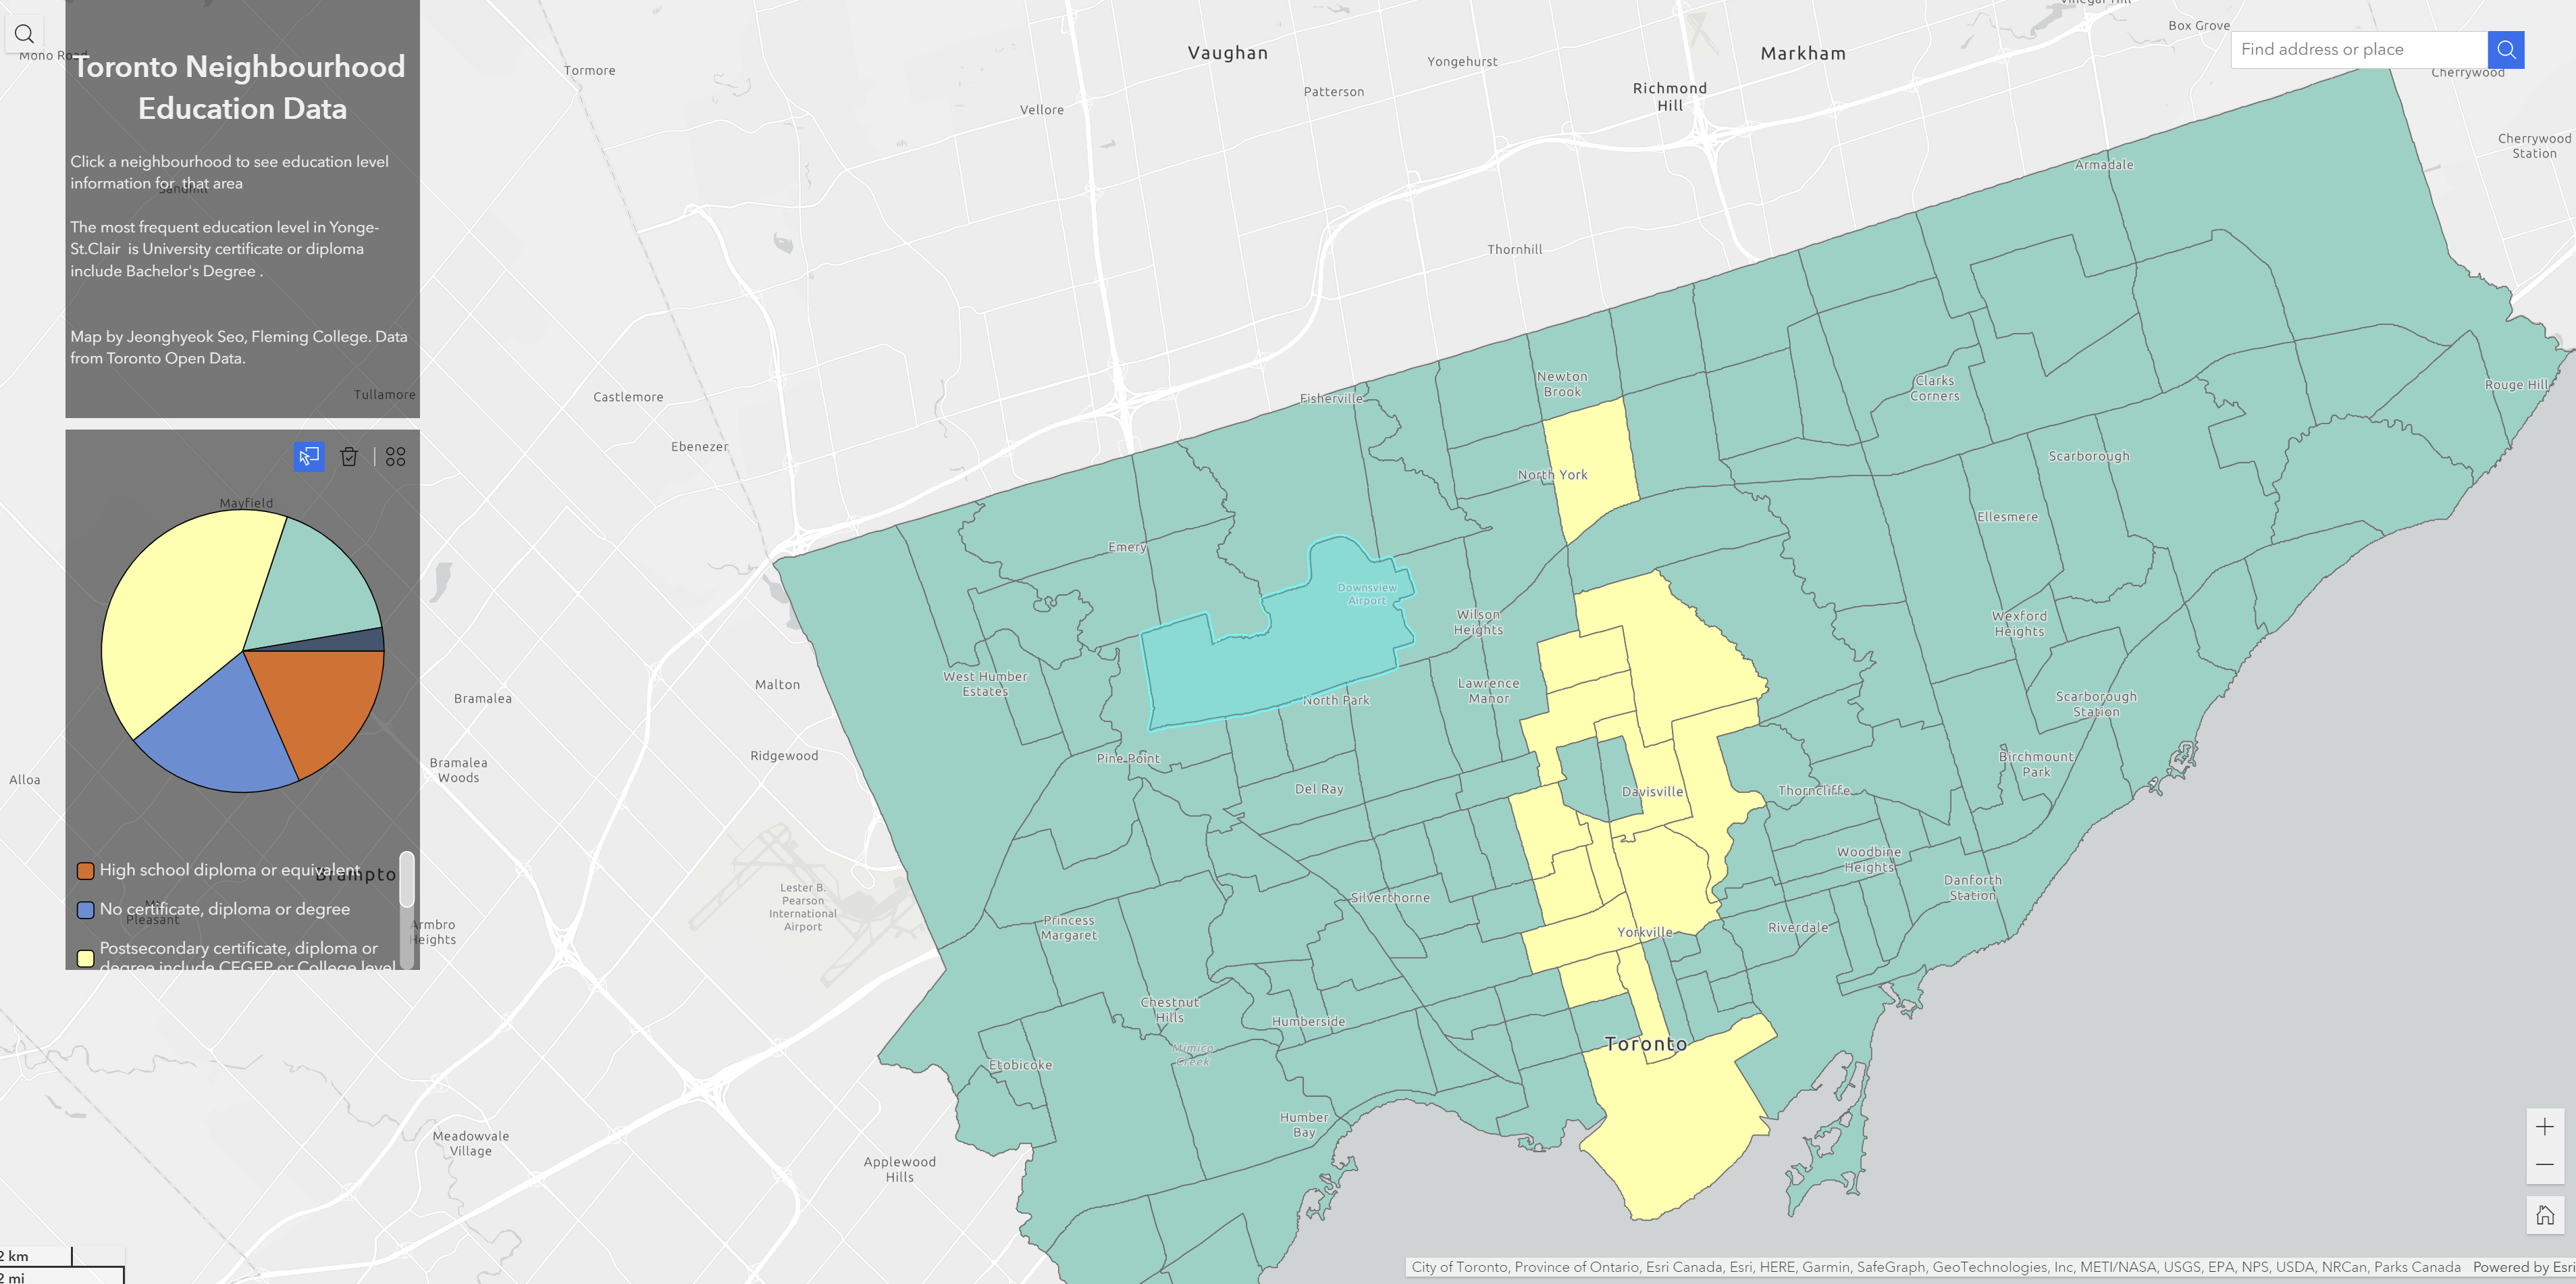 Toronto Neighbourhood
Education Data
Click a neighbourhood to see education level
information for  that area
The most frequent education level in Yonge-
St.Clair  is University certificate or diploma
include Bachelor's Degree .
Map by Jeonghyeok Seo, Fleming College. Data
from Toronto Open Data.
High school diploma or equivalent
No certificate, diploma or degree
Postsecondary certificate, diploma or
degree include CEGEP or College level
Find address or place
Vaughan
Markham
Richmond
Hill
Box Grove
Cherrywood
Cherrywood
Station
Tormore
Yongehurst
Patterson
Vellore
Armadale
Sandhill
Thornhill
Tullamore
Castlemore
Ebenezer
Mayfield
Fisherville
Newton
Brook
Clarks
Corners
Rouge Hill
North York
Scarborough
Emery
Ellesmere
Downsview
Airport
Wilson
Heights
Wexford
Heights
West Humber
Estates
Malton
Bramalea
Lawrence
Manor
North Park
Scarborough
Station
Ridgewood
Pine Point
Bramalea
Woods
Alloa
Birchmount
Park
Del Ray
Davisville
Thorncliffe
Woodbine
Heights
Danforth
Station
Lester B.
Pearson
International
Airport
Silverthorne
Princess
Margaret
Yorkville
Riverdale
Pleasant
Armbro
Heights
Chestnut
Hills
Humberside
Mimico
Creek
Toronto
Etobicoke
Humber
Bay
Meadowvale
Village
Applewood
Hills
2 km
2 mi
City of Toronto, Province of Ontario, Esri Canada, Esri, HERE, Garmin, SafeGraph, GeoTechnologies, Inc, METI/NASA, USGS, EPA, NPS, USDA, NRCan, Parks Canada
Powered by Esri